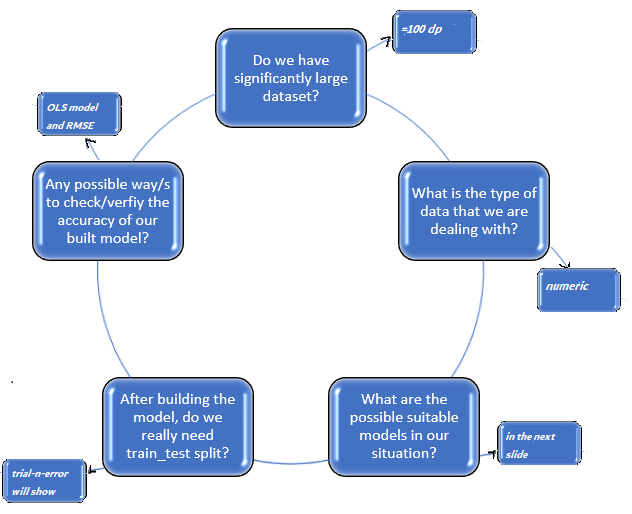 Do we have
significantly large
dataset?
≈100 dp
What is the type of
data that we are
dealing with?
numeric
What are the
possible suitable
models in our
situation?
in the next
slide
After building the
model, do we
really need
train_test split?
trial-n-error
will show
Any possible way/s
to check/verfiy the
accuracy of our
built model?
OLS model
and RMSE